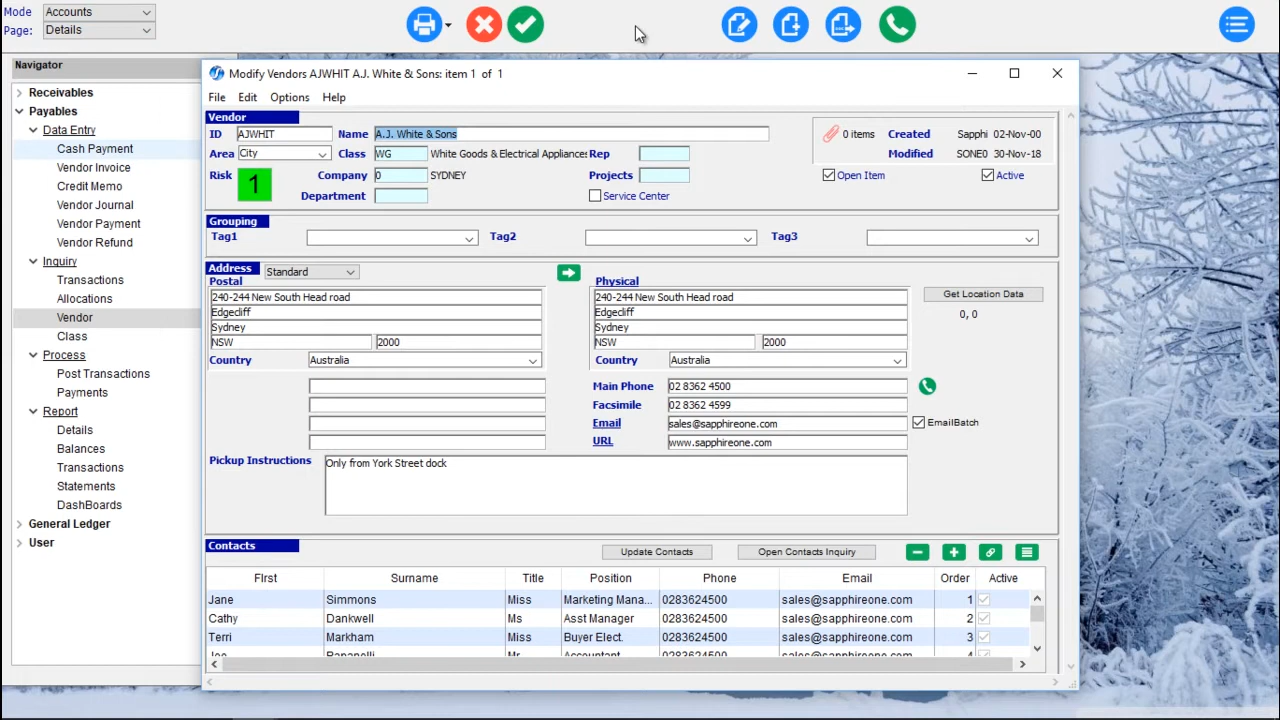 Mode Accounts
Page: Details
Navigator
Receivables
Payables
Data Entry
Cash Payment
Vendor Invoice
Credit Memo
Vendor Journal
Vendor Payment
Vendor Refund
Inquiry
Transactions
Allocations
Vendor
Class
Process
Post Transactions
Payments
Report
Details
Balances
Transactions
Statements
DashBoards
General Ledger
User
Modify Vendors AJWHIT A.J. White & Sons: item 1 of 1
File Edit Options Help
Vendor
ID AJWHIT Name A.J. White & Sons 0 items Created Sapphi 02-Nov-00
Area City Class WG White Goods & Electrical Appliances Rep Modified SONE0 30-Nov-18
Risk 1 Company 0 SYDNEY Projects Open Item Active
Department Service Center
Grouping
Tag1 Tag2 Tag3
Address Standard
Postal Physical
240-244 New South Head road 240-244 New South Head road Get Location Data
Edgecliff Edgecliff 0, 0
Sydney Sydney
NSW 2000 NSW 2000
Country Australia Country Australia
Main Phone 02 8362 4500
Facsimile 02 8362 4599
Email sales@sapphireone.com EmailBatch
URL www.sapphireone.com
Pickup Instructions Only from York Street dock
Contacts Update Contacts Open Contacts Inquiry
First Surname Title Position Phone Email Order Active
Jane Simmons Miss Marketing Mana... 0283624500 sales@sapphireone.com 1
Cathy Dankwell Ms Asst Manager 0283624500 sales@sapphireone.com 2
Terri Markham Miss Buyer Elect. 0283624500 sales@sapphireone.com 3
Mr Accountant 0283624500 sales@sapphireone.com 4